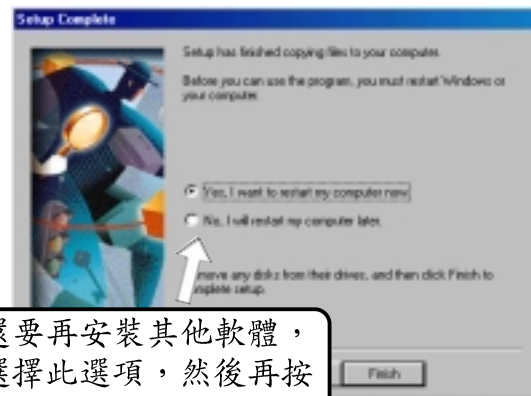 Setup Complete
Setup has finished copying files to your computer.
Before you can use the program, you must restart Windows or
your computer.
Yes, I want to restart my computer now.
No, I will restart my computer later.
move any disks from their drives, and then click Finish to
complete setup.
還要再安裝其他軟體，
選擇此選項，然後再按
Finish